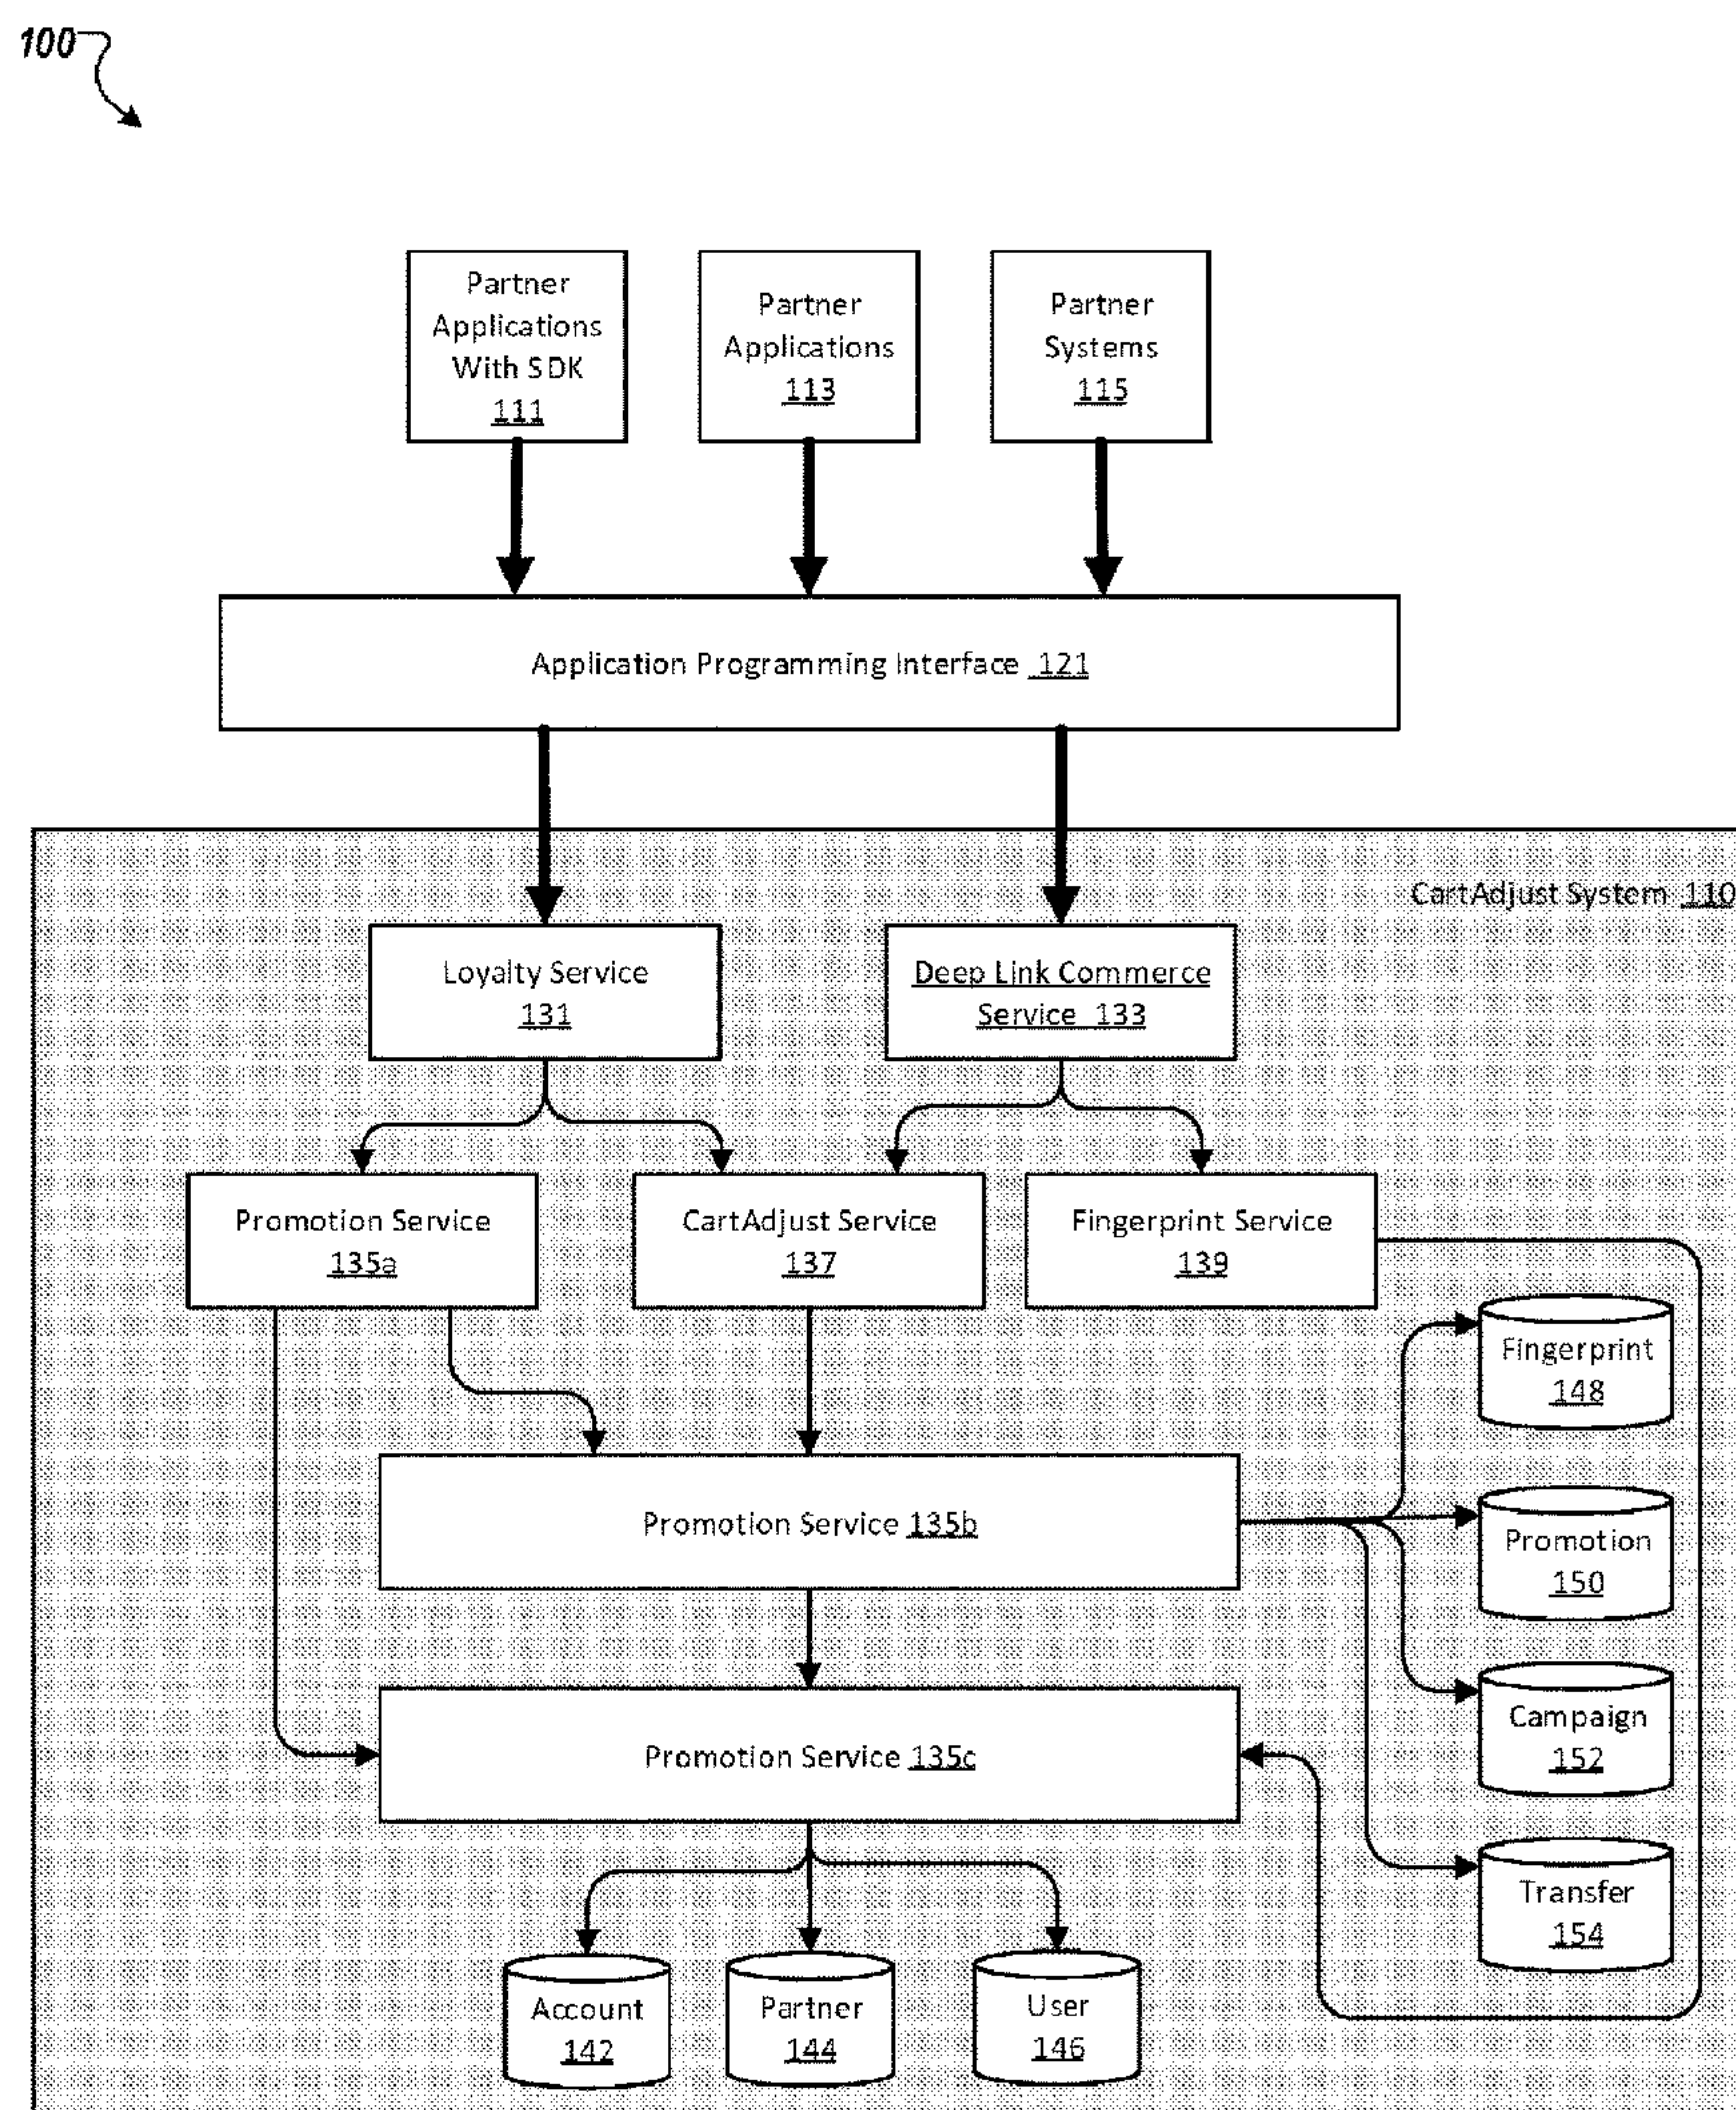 100
Partner
Applications
With SDK
111
Partner
Applications
113
Partner
Systems
115
Application Programming Interface 121
CartAdjust System 110
Loyalty Service
131
Deep Link Commerce
Service 133
Promotion Service
135a
CartAdjust Service
137
Fingerprint Service
139
Fingerprint
148
Promotion Service 135b
Promotion
150
Campaign
152
Promotion Service 135c
Transfer
154
Account
142
Partner
144
User
146